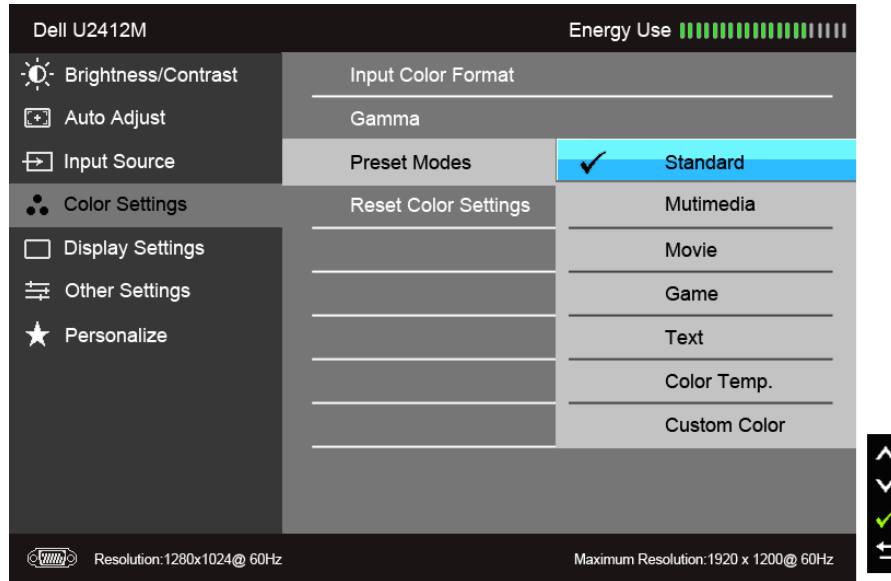 Dell U2412M
Energy Use
Brightness/Contrast
Auto Adjust
Input Source
Color Settings
Display Settings
Other Settings
Personalize
Input Color Format
Gamma
Preset Modes
Reset Color Settings
Standard
Mutimedia
Movie
Game
Text
Color Temp.
Custom Color
Resolution:1280x1024@ 60Hz
Maximum Resolution:1920 x 1200@ 60Hz